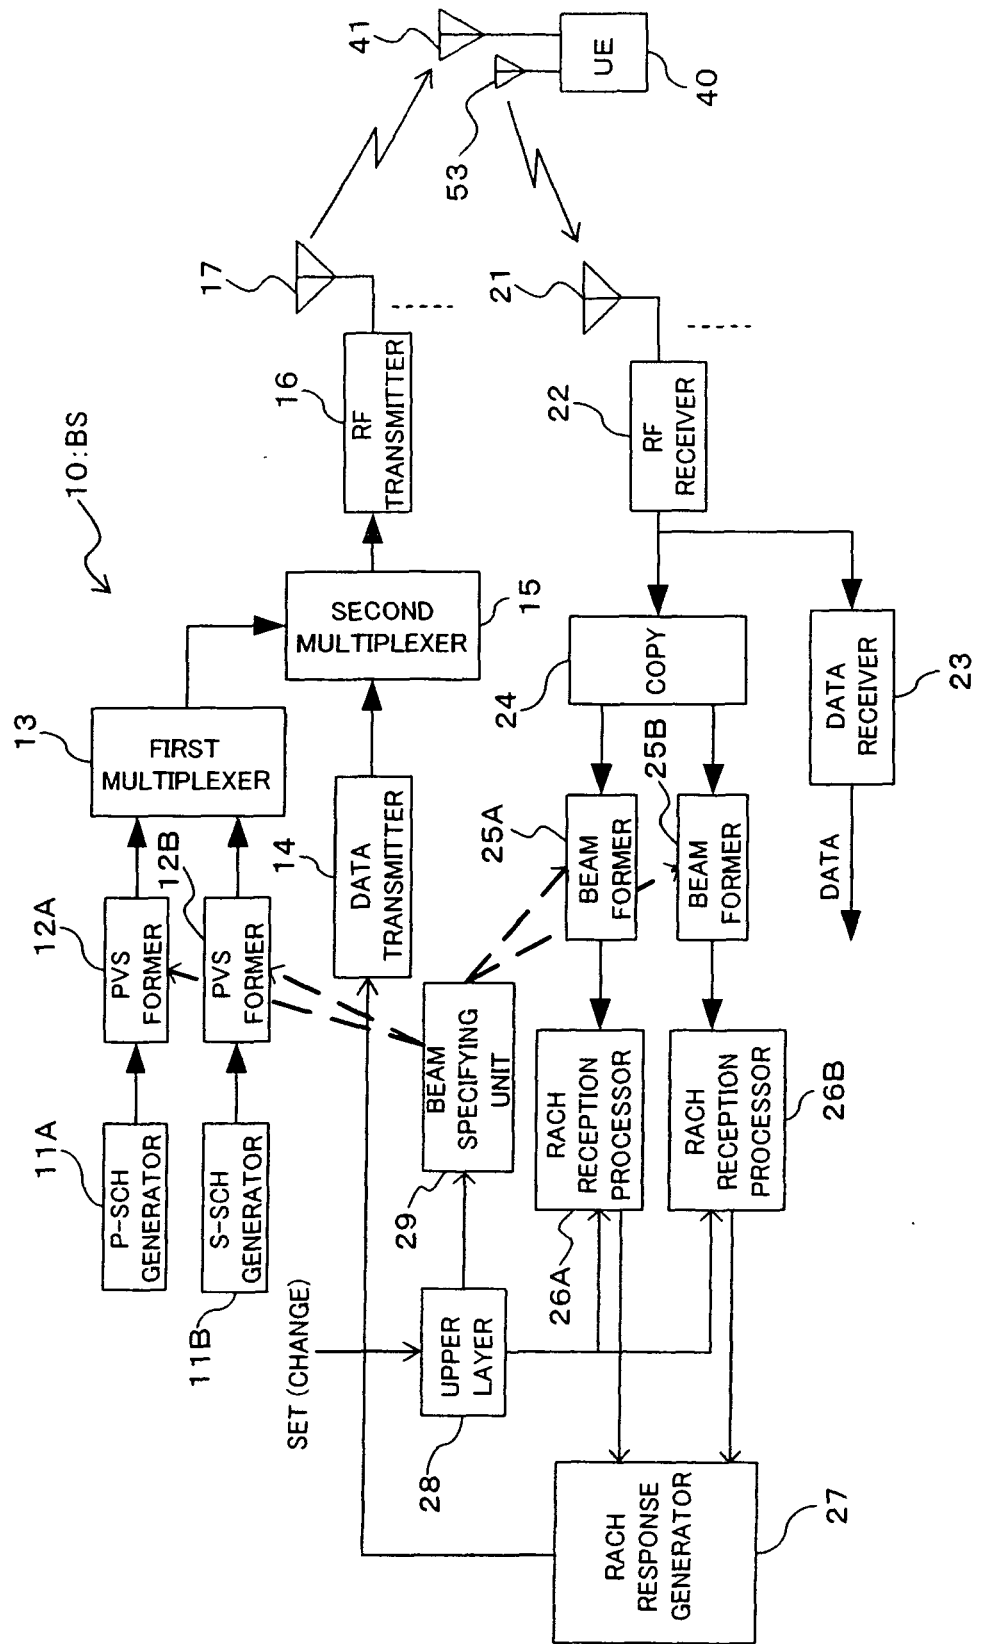 10:BS
11A
P-SCH
GENERATOR
12A
PVS
FORMER
13
FIRST
MULTIPLEXER
11B
S-SCH
GENERATOR
12B
PVS
FORMER
14
DATA
TRANSMITTER
SECOND
MULTIPLEXER
15
16
RF
TRANSMITTER
17
41
53
UE
40
SET (CHANGE)
28
UPPER
LAYER
29
BEAM
SPECIFYING
UNIT
21
22
RF
RECEIVER
24
COPY
25A
BEAM
FORMER
25B
BEAM
FORMER
26A
RACH
RECEPTION
PROCESSOR
26B
RACH
RECEPTION
PROCESSOR
27
RACH
RESPONSE
GENERATOR
DATA
DATA
RECEIVER
23